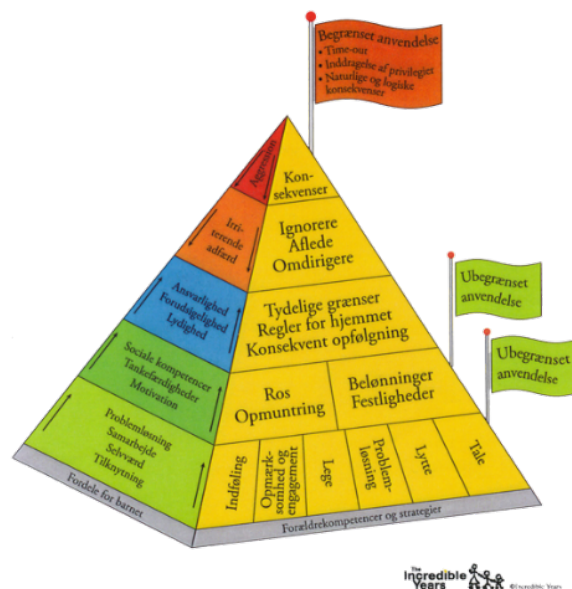 Begrænset anvendelse
• Time-out
• Inddragelse af privilegier
• Naturlige og logiske
konsekvenser
Aggression
Kon-
sekvenser
Irri-
terende
adfærd
Ignorere
Aflede
Omdirigere
Ubegrænset
anvendelse
Ansvarlighed
Forudsigelighed
Lydighed
Tydelige grænser
Regler for hjemmet
Konsekvent opfølgning
Ubegrænset
anvendelse
Sociale kompetencer
Tankefærdigheder
Motivation
Ros
Opmuntring
Belønninger
Festligheder
Problemløsning
Samarbejde
Selvværd
Tilknytning
Indføling
Opmærk-
somhed og
engagement
Lege
Problem-
løsning
Lytte
Tale
Fordele for barnet
Forældrekompetencer og strategier
The
Incredible
Years
©Incredible Years